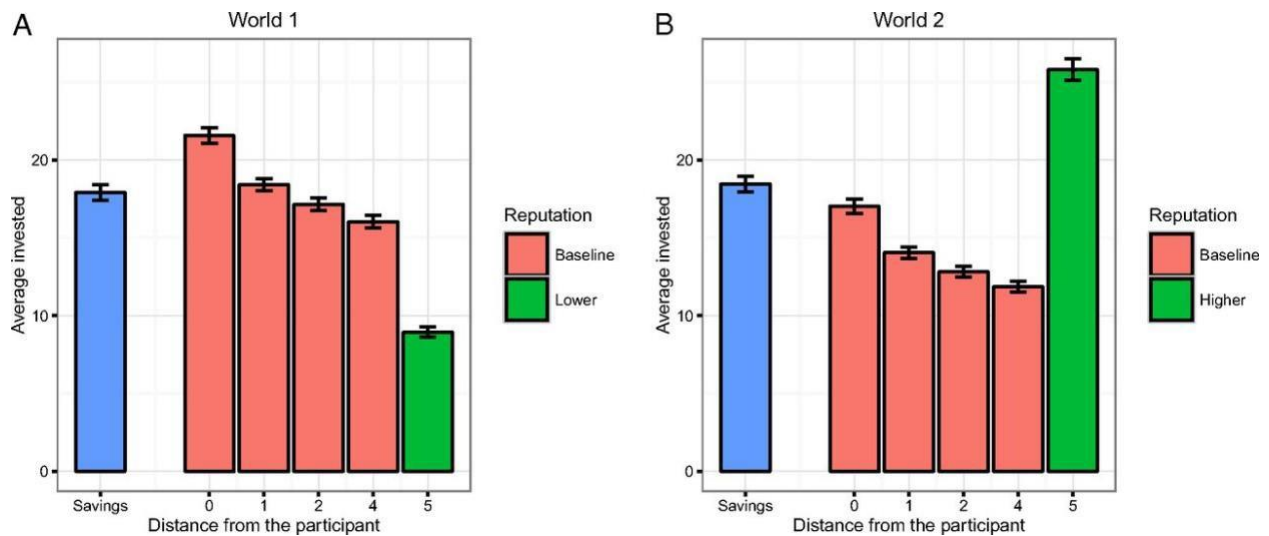 A
World 1
Average invested
20
10
0
Savings
0
1
2
4
5
Distance from the participant
Reputation
Baseline
Lower
B
World 2
Average invested
20
10
0
Savings
0
1
2
4
5
Distance from the participant
Reputation
Baseline
Higher